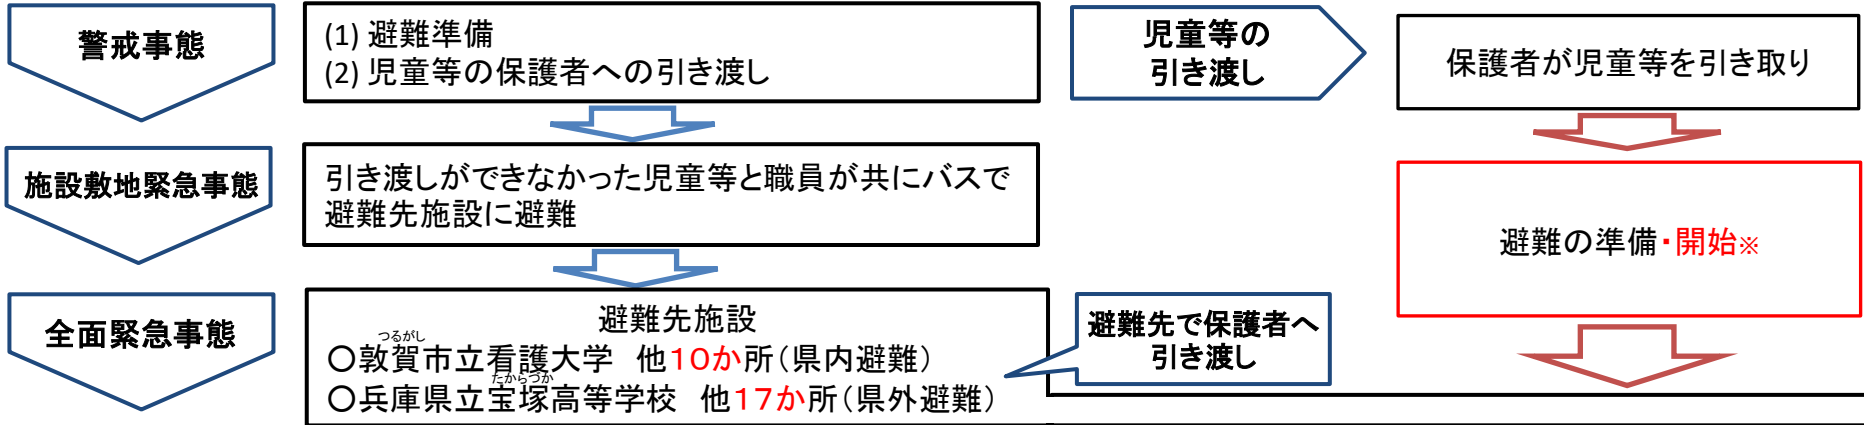 警戒事態
(1) 避難準備
(2) 児童等の保護者への引き渡し
児童等の
引き渡し
保護者が児童等を引き取り
施設敷地緊急事態
引き渡しができなかった児童等と職員が共にバスで
避難先施設に避難
避難の準備・開始※
全面緊急事態
避難先施設
つるがし
〇敦賀市立看護大学 他10か所(県内避難)
たからづか
〇兵庫県立宝塚高等学校 他17か所(県外避難)
避難先で保護者へ
引き渡し